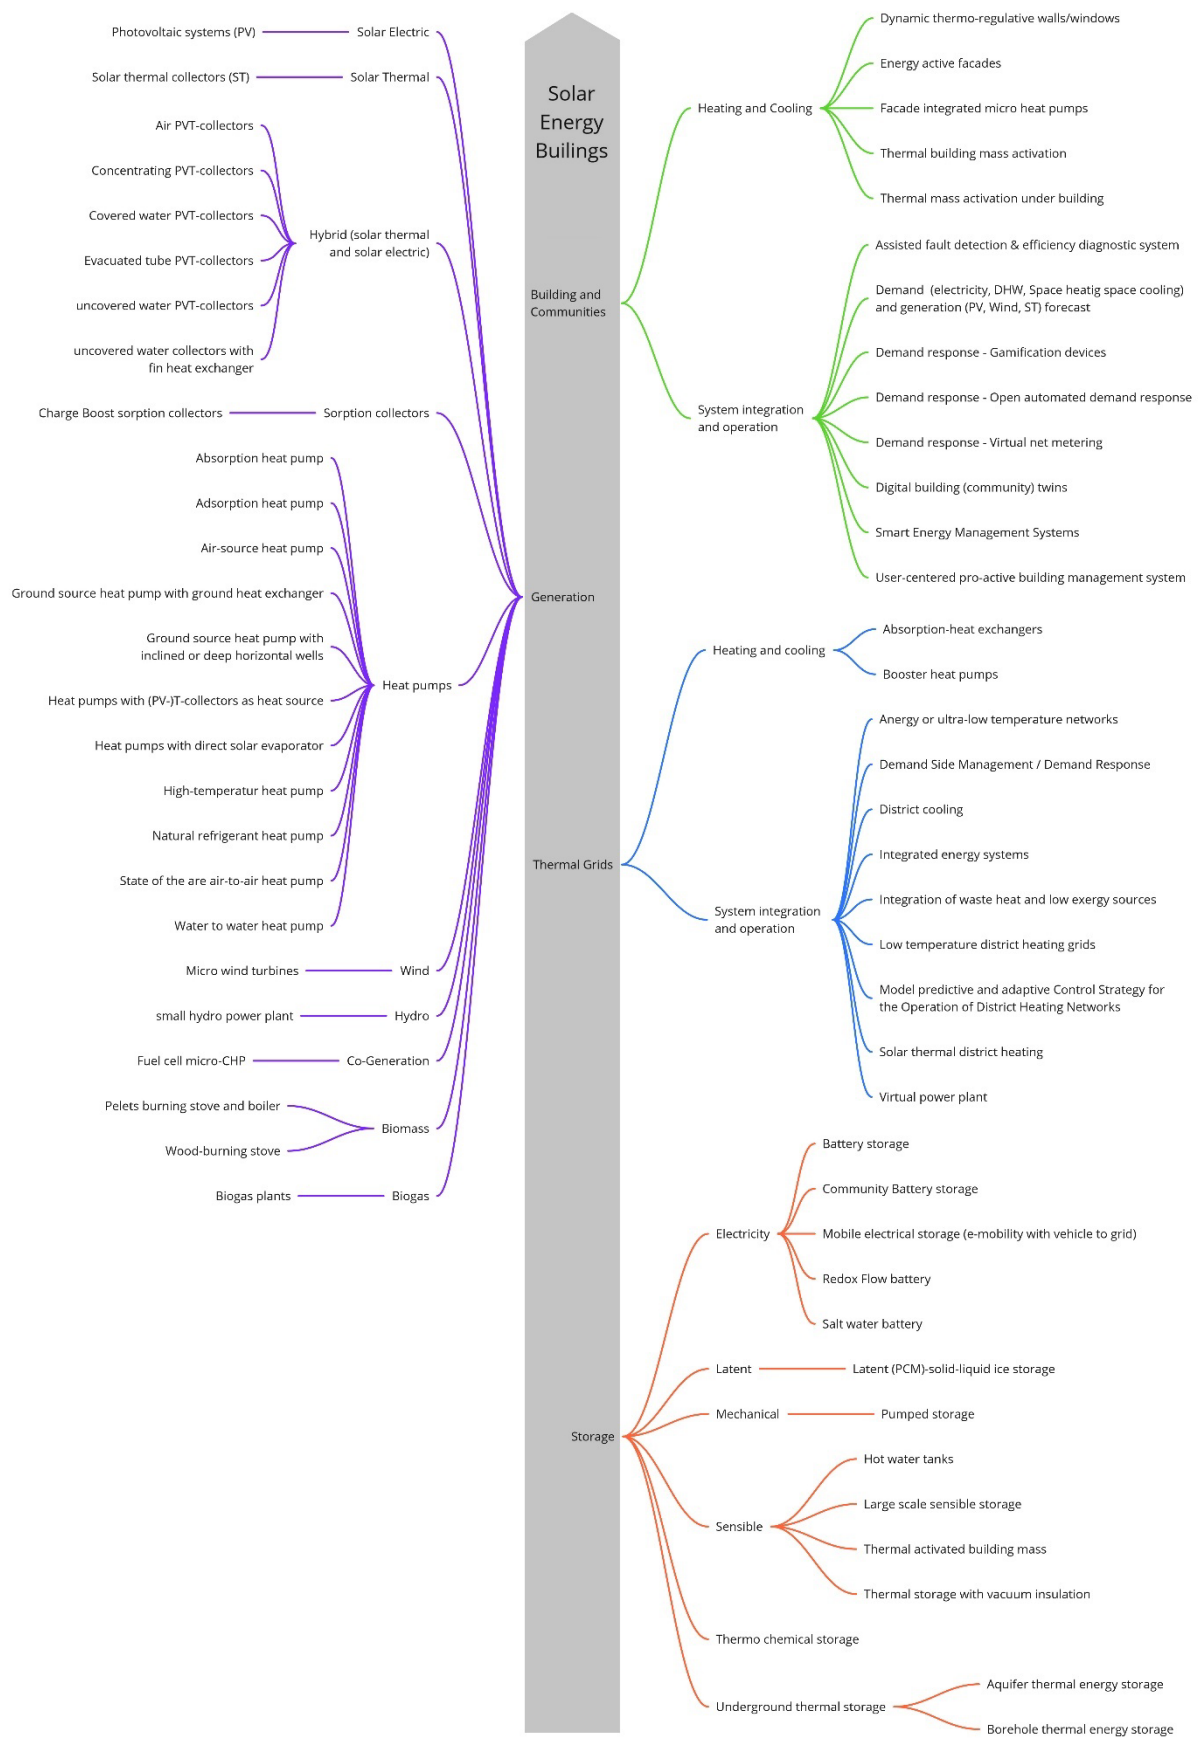 Solar
Energy
Builings
Generation
Solar Electric
Photovoltaic systems (PV)
Solar Thermal
Solar thermal collectors (ST)
Hybrid (solar thermal
and solar electric)
Air PVT-collectors
Concentrating PVT-collectors
Covered water PVT-collectors
Evacuated tube PVT-collectors
uncovered water PVT-collectors
uncovered water collectors with
fin heat exchanger
Sorption collectors
Charge Boost sorption collectors
Heat pumps
Absorption heat pump
Adsorption heat pump
Air-source heat pump
Ground source heat pump with ground heat exchanger
Ground source heat pump with
inclined or deep horizontal wells
Heat pumps with (PV-)T-collectors as heat source
Heat pumps with direct solar evaporator
High-temperatur heat pump
Natural refrigerant heat pump
State of the are air-to-air heat pump
Water to water heat pump
Wind
Micro wind turbines
Hydro
small hydro power plant
Co-Generation
Fuel cell micro-CHP
Biomass
Pelets burning stove and boiler
Wood-burning stove
Biogas
Biogas plants
Building and
Communities
Heating and Cooling
Dynamic thermo-regulative walls/windows
Energy active facades
Facade integrated micro heat pumps
Thermal building mass activation
Thermal mass activation under building
System integration
and operation
Assisted fault detection & efficiency diagnostic system
Demand (electricity, DHW, Space heatig space cooling)
and generation (PV, Wind, ST) forecast
Demand response - Gamification devices
Demand response - Open automated demand response
Demand response - Virtual net metering
Digital building (community) twins
Smart Energy Management Systems
User-centered pro-active building management system
Thermal Grids
Heating and cooling
Absorption-heat exchangers
Booster heat pumps
System integration
and operation
Anergy or ultra-low temperature networks
Demand Side Management / Demand Response
District cooling
Integrated energy systems
Integration of waste heat and low exergy sources
Low temperature district heating grids
Model predictive and adaptive Control Strategy for
the Operation of District Heating Networks
Solar thermal district heating
Virtual power plant
Storage
Electricity
Battery storage
Community Battery storage
Mobile electrical storage (e-mobility with vehicle to grid)
Redox Flow battery
Salt water battery
Latent
Latent (PCM)-solid-liquid ice storage
Mechanical
Pumped storage
Sensible
Hot water tanks
Large scale sensible storage
Thermal activated building mass
Thermal storage with vacuum insulation
Thermo chemical storage
Underground thermal storage
Aquifer thermal energy storage
Borehole thermal energy storage